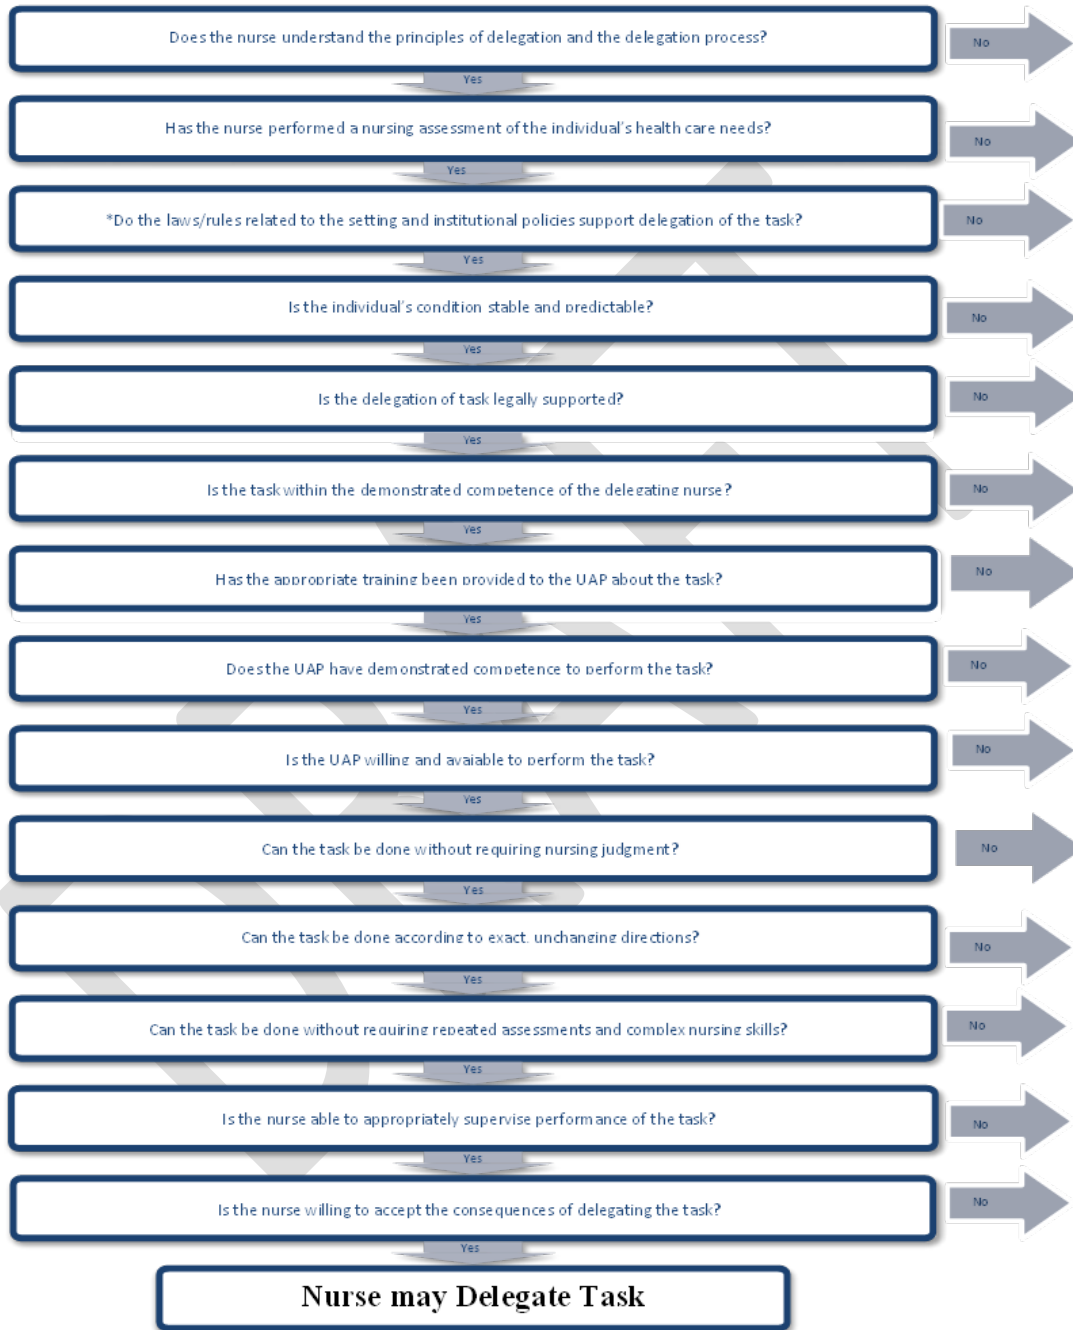 Does the nurse understand the principles of delegation and the delegation process?
No
Yes
Has the nurse performed a nursing assessment of the individual's health care needs?
No
Yes
*Do the laws/rules related to the setting and institutional policies support delegation of the task?
No
Yes
Is the individual's condition stable and predictable?
No
Yes
Is the delegation of task legally supported?
No
Yes
Is the task within the demonstrated competence of the delegating nurse?
No
Yes
Has the appropriate training been provided to the UAP about the task?
No
Yes
Does the UAP have demonstrated competence to perform the task?
No
Yes
Is the UAP willing and avaiable to perform the task?
No
Yes
Can the task be done without requiring nursing judgment?
No
Yes
Can the task be done according to exact, unchanging directions?
No
Yes
Can the task be done without requiring repeated assessments and complex nursing skills?
No
Yes
Is the nurse able to appropriately supervise performance of the task?
No
Yes
Is the nurse willing to accept the consequences of delegating the task?
No
Yes
Nurse may Delegate Task
DRAFT